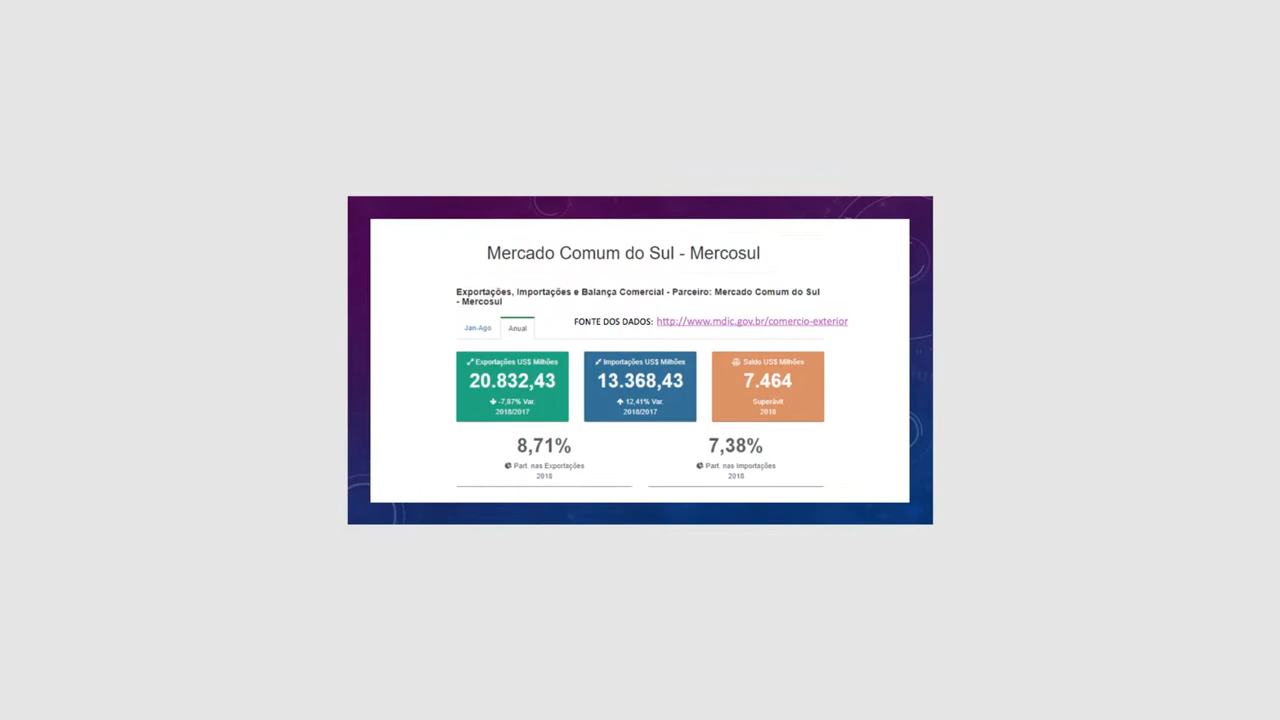 Mercado Comum do Sul - Mercosul
Exportações, Importações e Balança Comercial - Parceiro: Mercado Comum do Sul
- Mercosul
FONTE DOS DADOS: http://www.mdic.gov.br/comercio-exterior
Jan-Ago Anual
Exportações US$ Milhões
20.832,43
-7,87% Var.
2018/2017
Importações US$ Milhões
13.368,43
12,41% Var.
2018/2017
Saldo US$ Milhões
7.464
Superávit
2018
8,71%
Part. nas Exportações
2018
7,38%
Part. nas Importações
2018